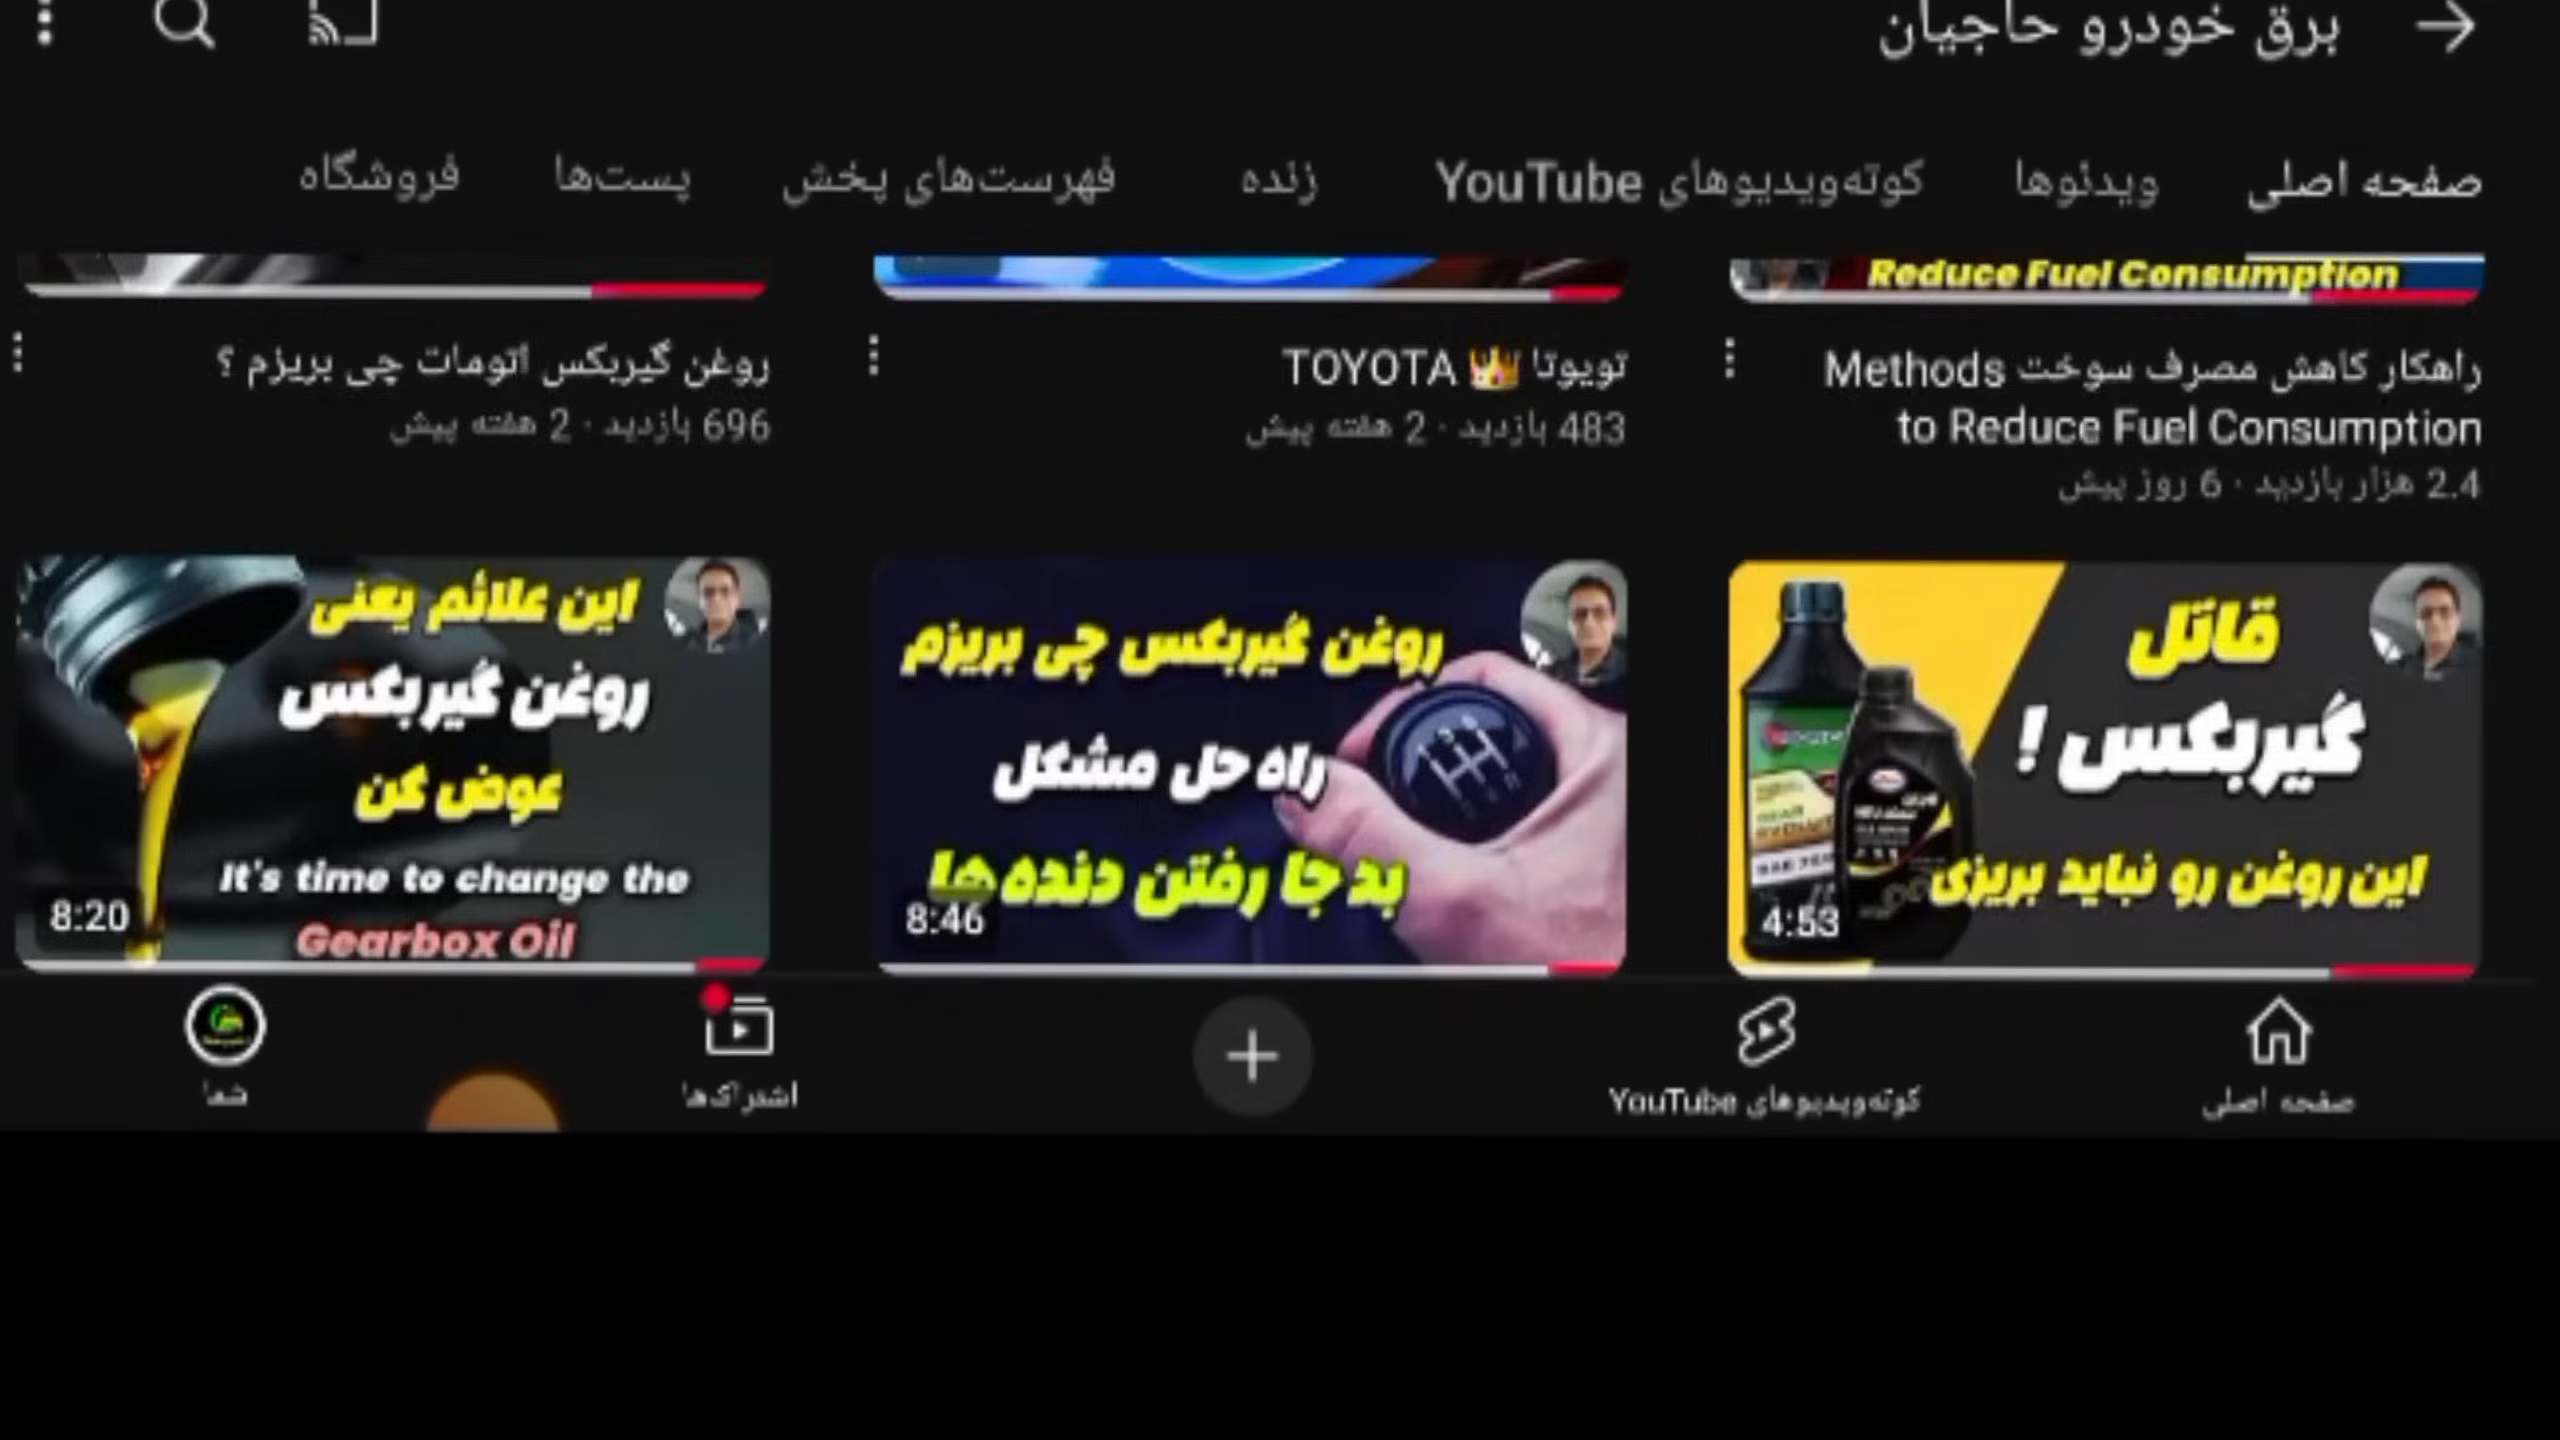 برق خودرو حاجیان
صفحه اصلی
ویدئوها
کوته‌ویدیوهای YouTube
زنده
فهرست‌های پخش
پست‌ها
فروشگاه
Reduce Fuel Consumption
راهکار کاهش مصرف سوخت Methods
to Reduce Fuel Consumption
2.4 هزار بازدید · 6 روز پیش
تویوتا 👑 TOYOTA
483 بازدید · 2 هفته پیش
روغن گیربکس اتومات چی بریزم ؟
696 بازدید · 2 هفته پیش
قاتل
گیربکس !
این روغن رو نباید بریزی
4:53
روغن گیربکس چی بریزم
راه حل مشکل
بد جا رفتن دنده ها
8:46
این علائم یعنی
روغن گیربکس
عوض کن
It's time to change the
Gearbox Oil
8:20
صفحه اصلی
کوته‌ویدیوهای YouTube
اشتراک‌ها
شما